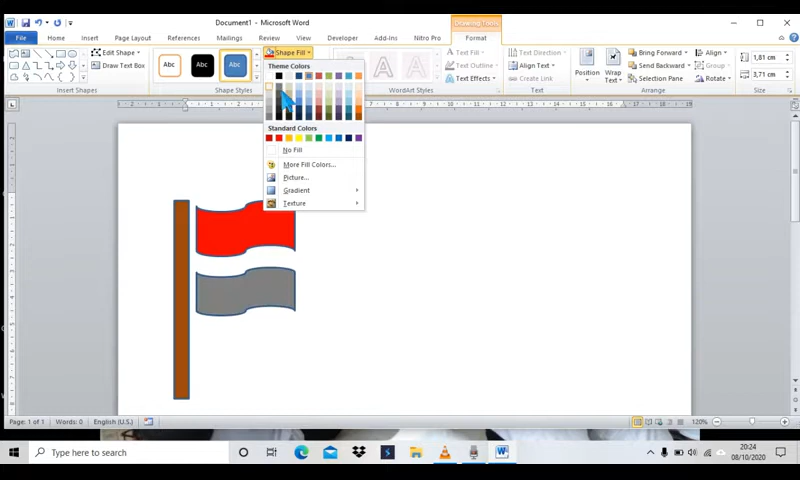 Document1 - Microsoft Word
Drawing Tools
File Home Insert Page Layout References Mailings Review View Developer Add-Ins Nitro Pro Format
Edit Shape
Draw Text Box
Insert Shapes
Abc Abc Abc
Shape Styles
Shape Fill
Theme Colors
Standard Colors
No Fill
More Fill Colors...
Picture...
Gradient
Texture
A A
WordArt Styles
Text Fill
Text Outline
Text Effects
Text Direction
Align Text
Create Link
Text
Position
Wrap Text
Bring Forward
Send Backward
Selection Pane
Align
Group
Rotate
Arrange
1,81 cm
3,71 cm
Size
Page: 1 of 1 Words: 0 English (U.S.)
120%
Type here to search
20:24
08/10/2020